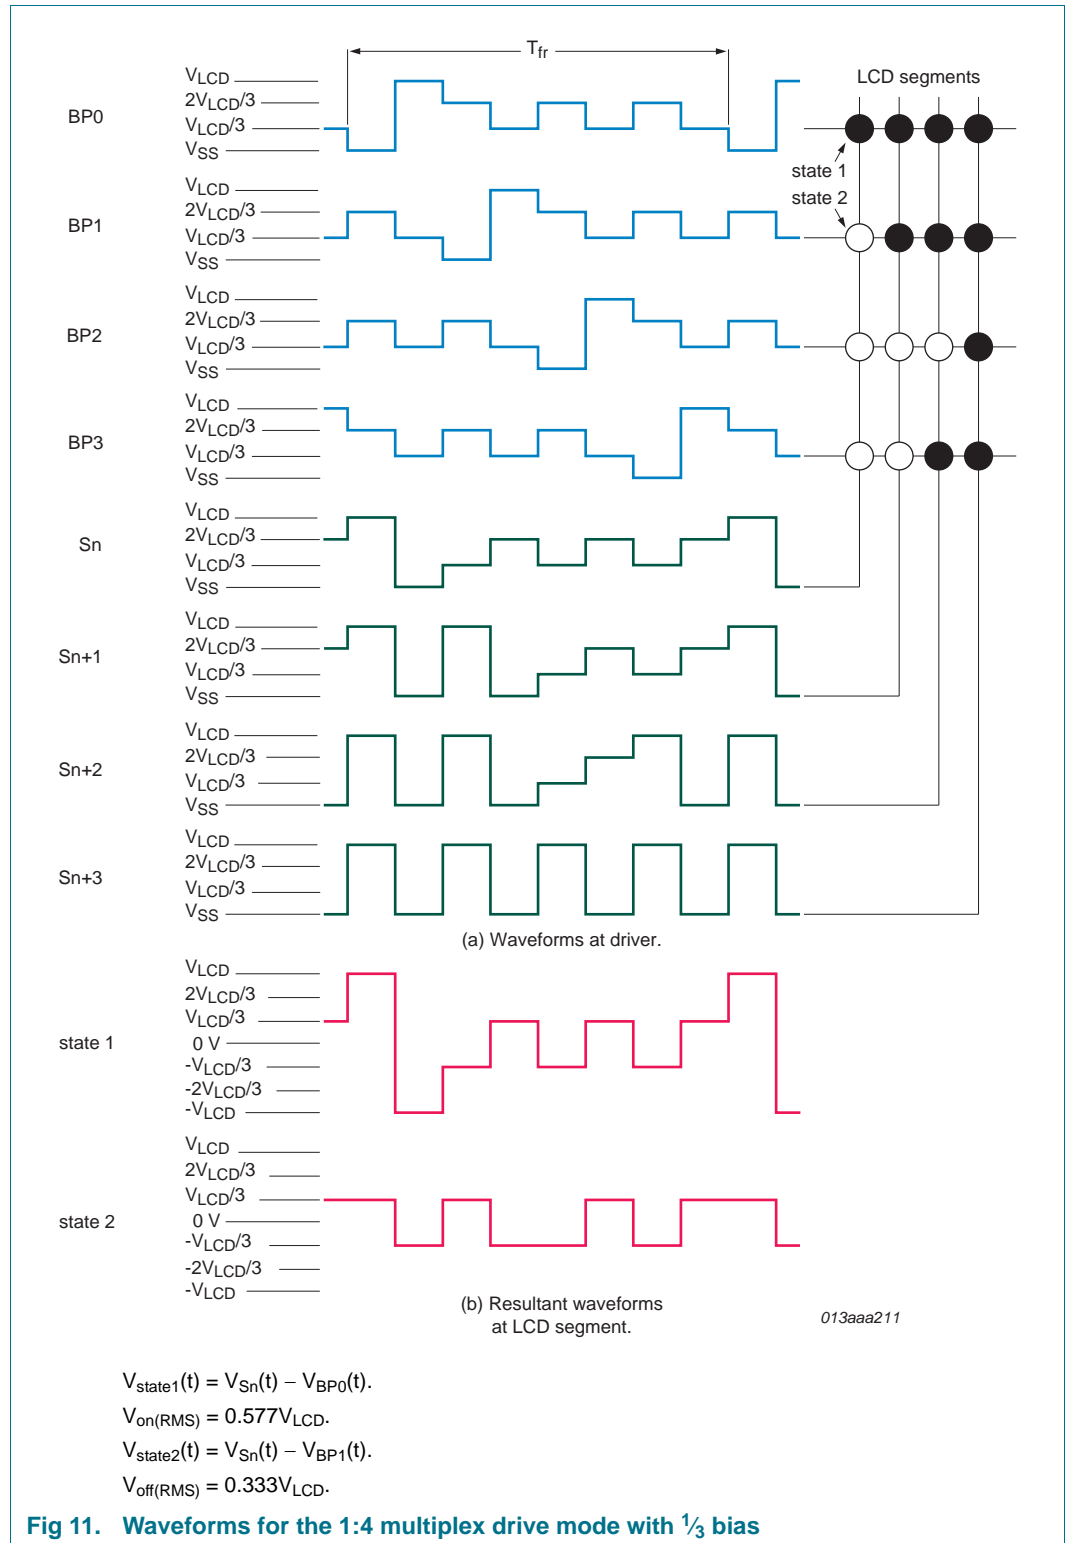 Tfr
VLCD
2VLCD/3
BP0
VLCD/3
VSS
LCD segments
state 1
state 2
VLCD
2VLCD/3
BP1
VLCD/3
VSS
VLCD
2VLCD/3
BP2
VLCD/3
VSS
VLCD
2VLCD/3
BP3
VLCD/3
VSS
VLCD
2VLCD/3
Sn
VLCD/3
VSS
VLCD
2VLCD/3
Sn+1
VLCD/3
VSS
VLCD
2VLCD/3
Sn+2
VLCD/3
VSS
VLCD
2VLCD/3
Sn+3
VLCD/3
VSS
(a) Waveforms at driver.
VLCD
2VLCD/3
VLCD/3
state 1
0 V
-VLCD/3
-2VLCD/3
-VLCD
VLCD
2VLCD/3
VLCD/3
state 2
0 V
-VLCD/3
-2VLCD/3
-VLCD
(b) Resultant waveforms
at LCD segment.
013aaa211
Vstate1(t) = VSn(t) − VBP0(t).
Von(RMS) = 0.577VLCD.
Vstate2(t) = VSn(t) − VBP1(t).
Voff(RMS) = 0.333VLCD.
Fig 11. Waveforms for the 1:4 multiplex drive mode with 1⁄3 bias